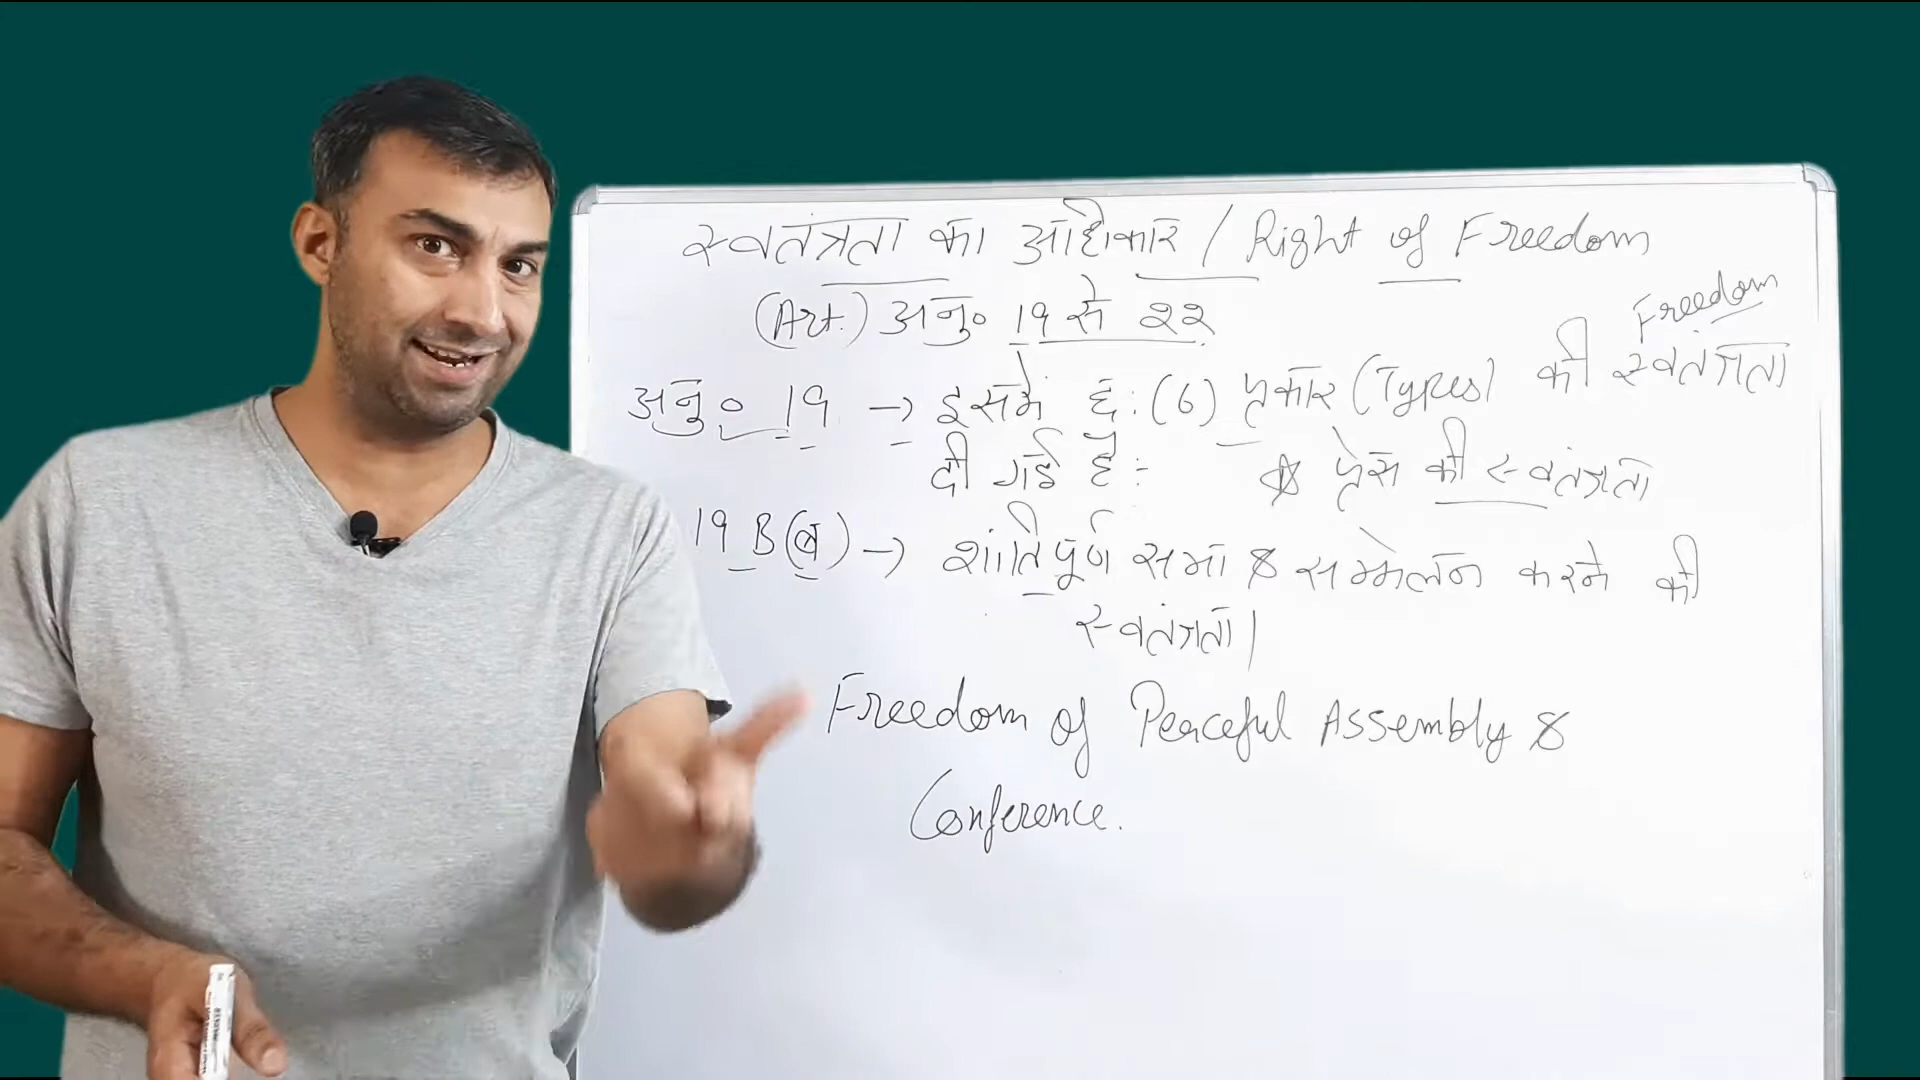 स्वतंत्रता का अधिकार / Right of Freedom
(Art.) अनु० 19 से 22
Freedom
अनु० 19 → इसमें छः (6) प्रकार (Types) की स्वतंत्रता
दी गई है :- & प्रेस की स्वतंत्रता
19 B (ब) → शांतिपूर्ण सभा & सम्मेलन करने की
स्वतंत्रता।
Freedom of Peaceful Assembly &
Conference.